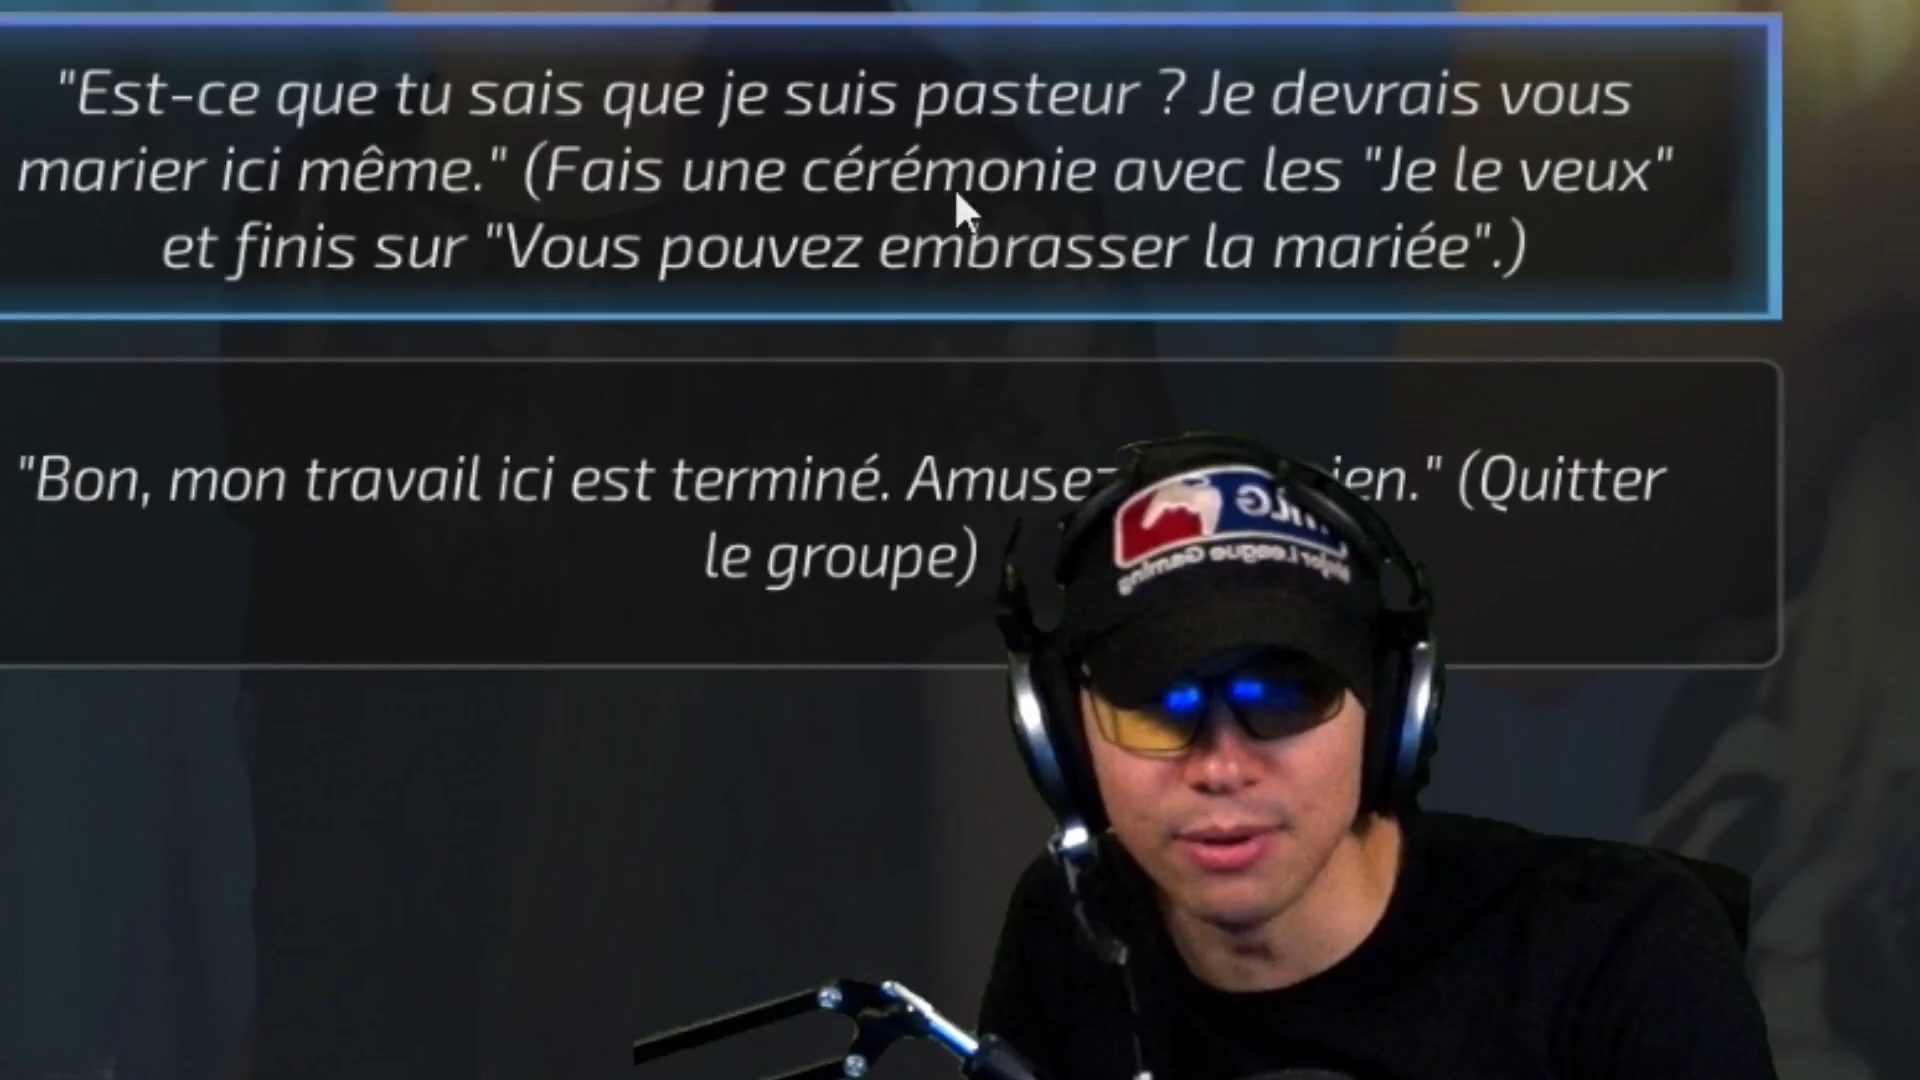 "Est-ce que tu sais que je suis pasteur ? Je devrais vous
marier ici même." (Fais une cérémonie avec les "Je le veux"
et finis sur "Vous pouvez embrasser la mariée".)
"Bon, mon travail ici est terminé. (Quitter
le groupe)
Major League Gaming